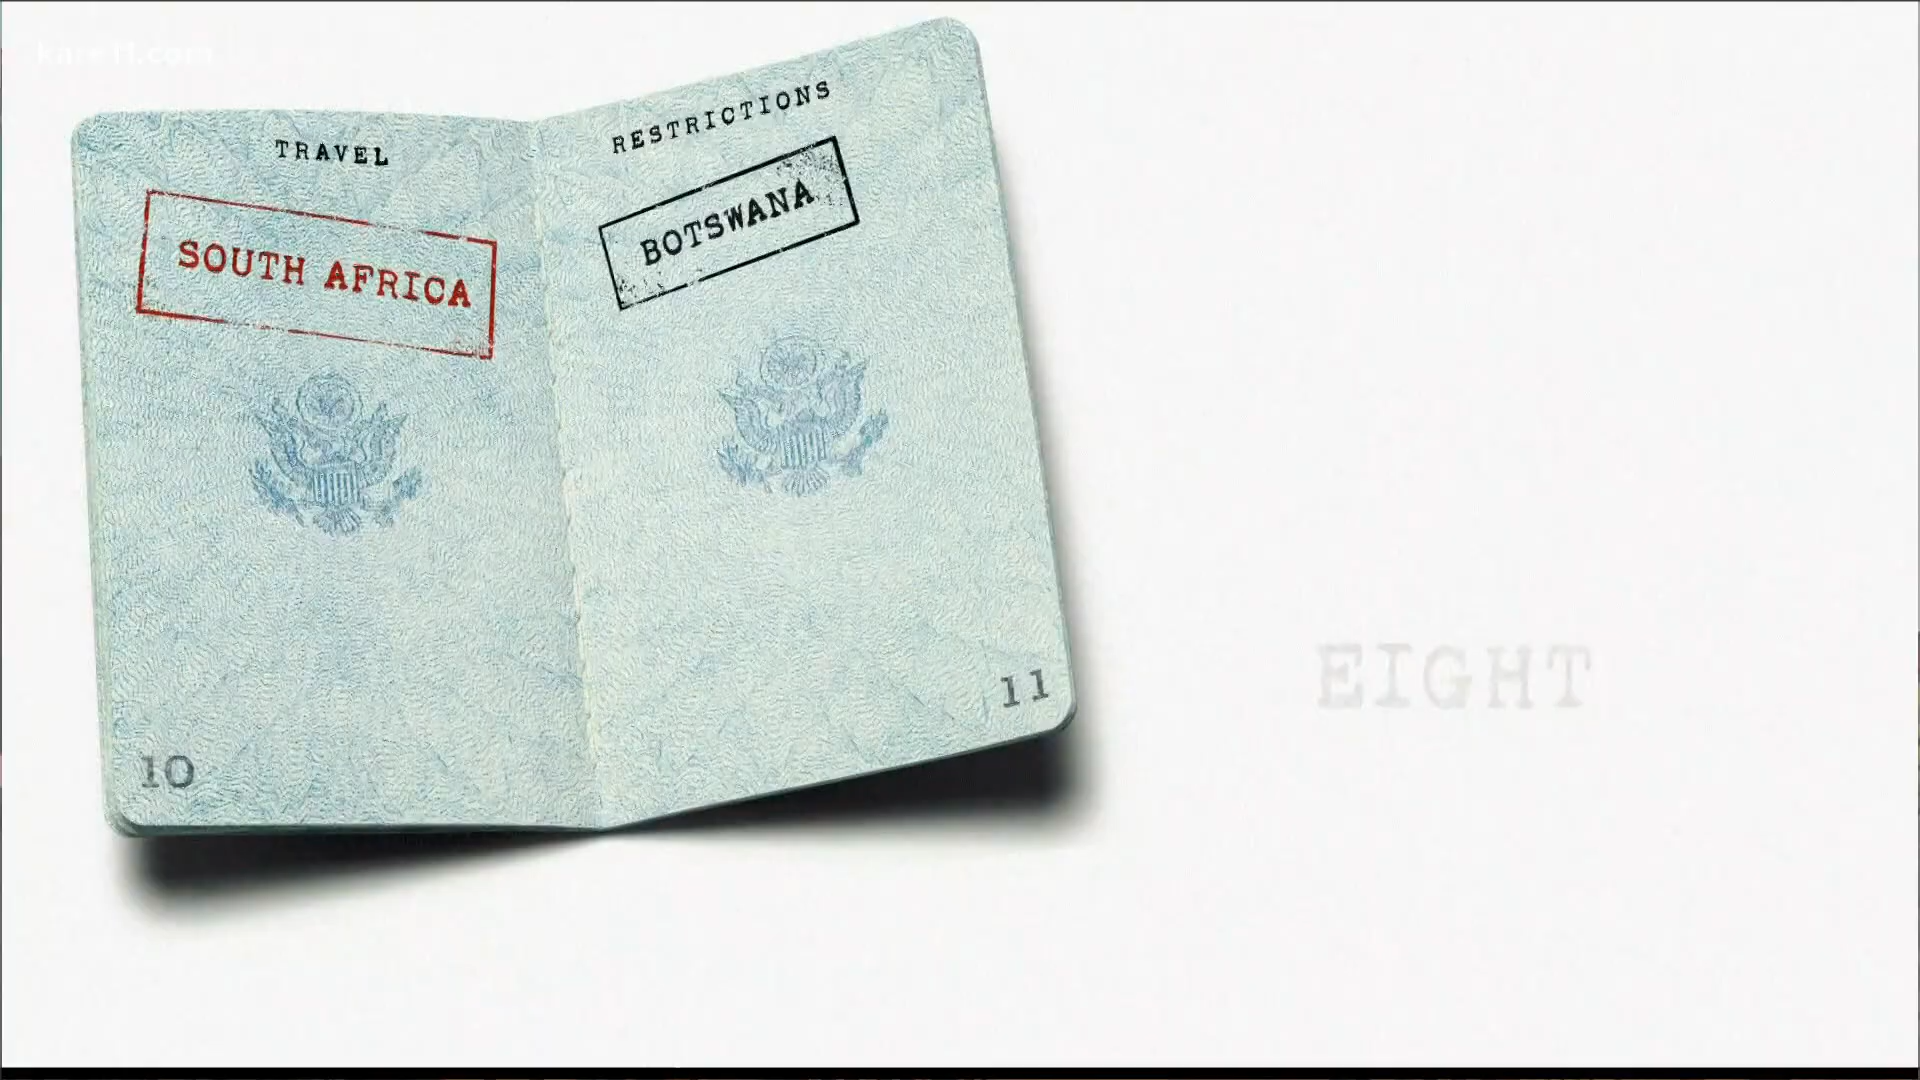 kare11.com
TRAVEL
RESTRICTIONS
SOUTH AFRICA
BOTSWANA
EIGHT
10
11